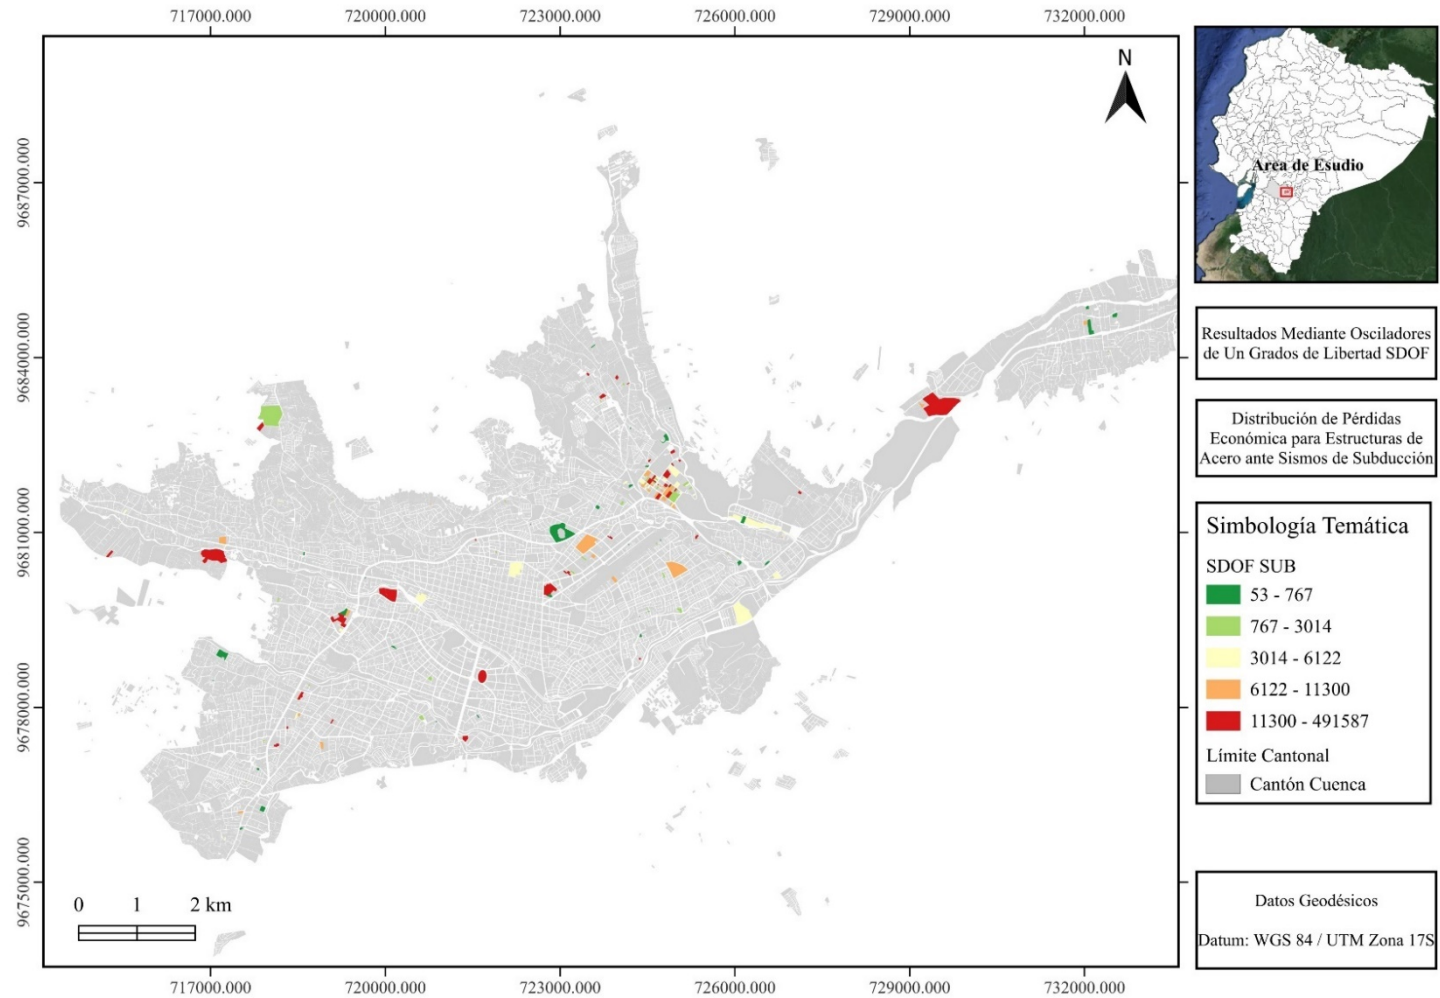 717000.000 720000.000 723000.000 726000.000 729000.000 732000.000
9687000.000
9684000.000
9681000.000
9678000.000
9675000.000
N
0 1 2 km
717000.000 720000.000 723000.000 726000.000 729000.000 732000.000
Area de Esudio
Resultados Mediante Osciladores
de Un Grados de Libertad SDOF
Distribución de Pérdidas
Económica para Estructuras de
Acero ante Sismos de Subducción
Simbología Temática
SDOF SUB
53 - 767
767 - 3014
3014 - 6122
6122 - 11300
11300 - 491587
Límite Cantonal
Cantón Cuenca
Datos Geodésicos
Datum: WGS 84 / UTM Zona 17S